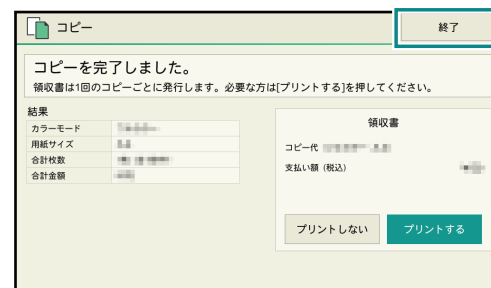 コピー
終了
コピーを完了しました。
領収書は1回のコピーごとに発行します。必要な方は[プリントする]を押してください。
結果
カラーモード
用紙サイズ
合計枚数
合計金額
領収書
コピー代
支払い額（税込）
プリントしない
プリントする